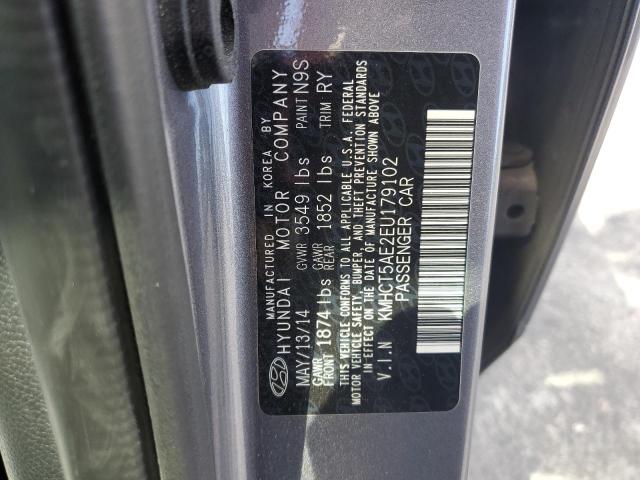 MANUFACTURED IN KOREA BY
HYUNDAI MOTOR COMPANY
MAY/13/14 GVWR 3549 lbs PAINT N9S
GAWR FRONT 1874 lbs GAWR REAR 1852 lbs TRIM RY
THIS VEHICLE CONFORMS TO ALL APPLICABLE U.S.A. FEDERAL
MOTOR VEHICLE SAFETY, BUMPER, AND THEFT PREVENTION STANDARDS
IN EFFECT ON THE DATE OF MANUFACTURE SHOWN ABOVE
V.I.N KMHCT5AE2EU179102
PASSENGER CAR